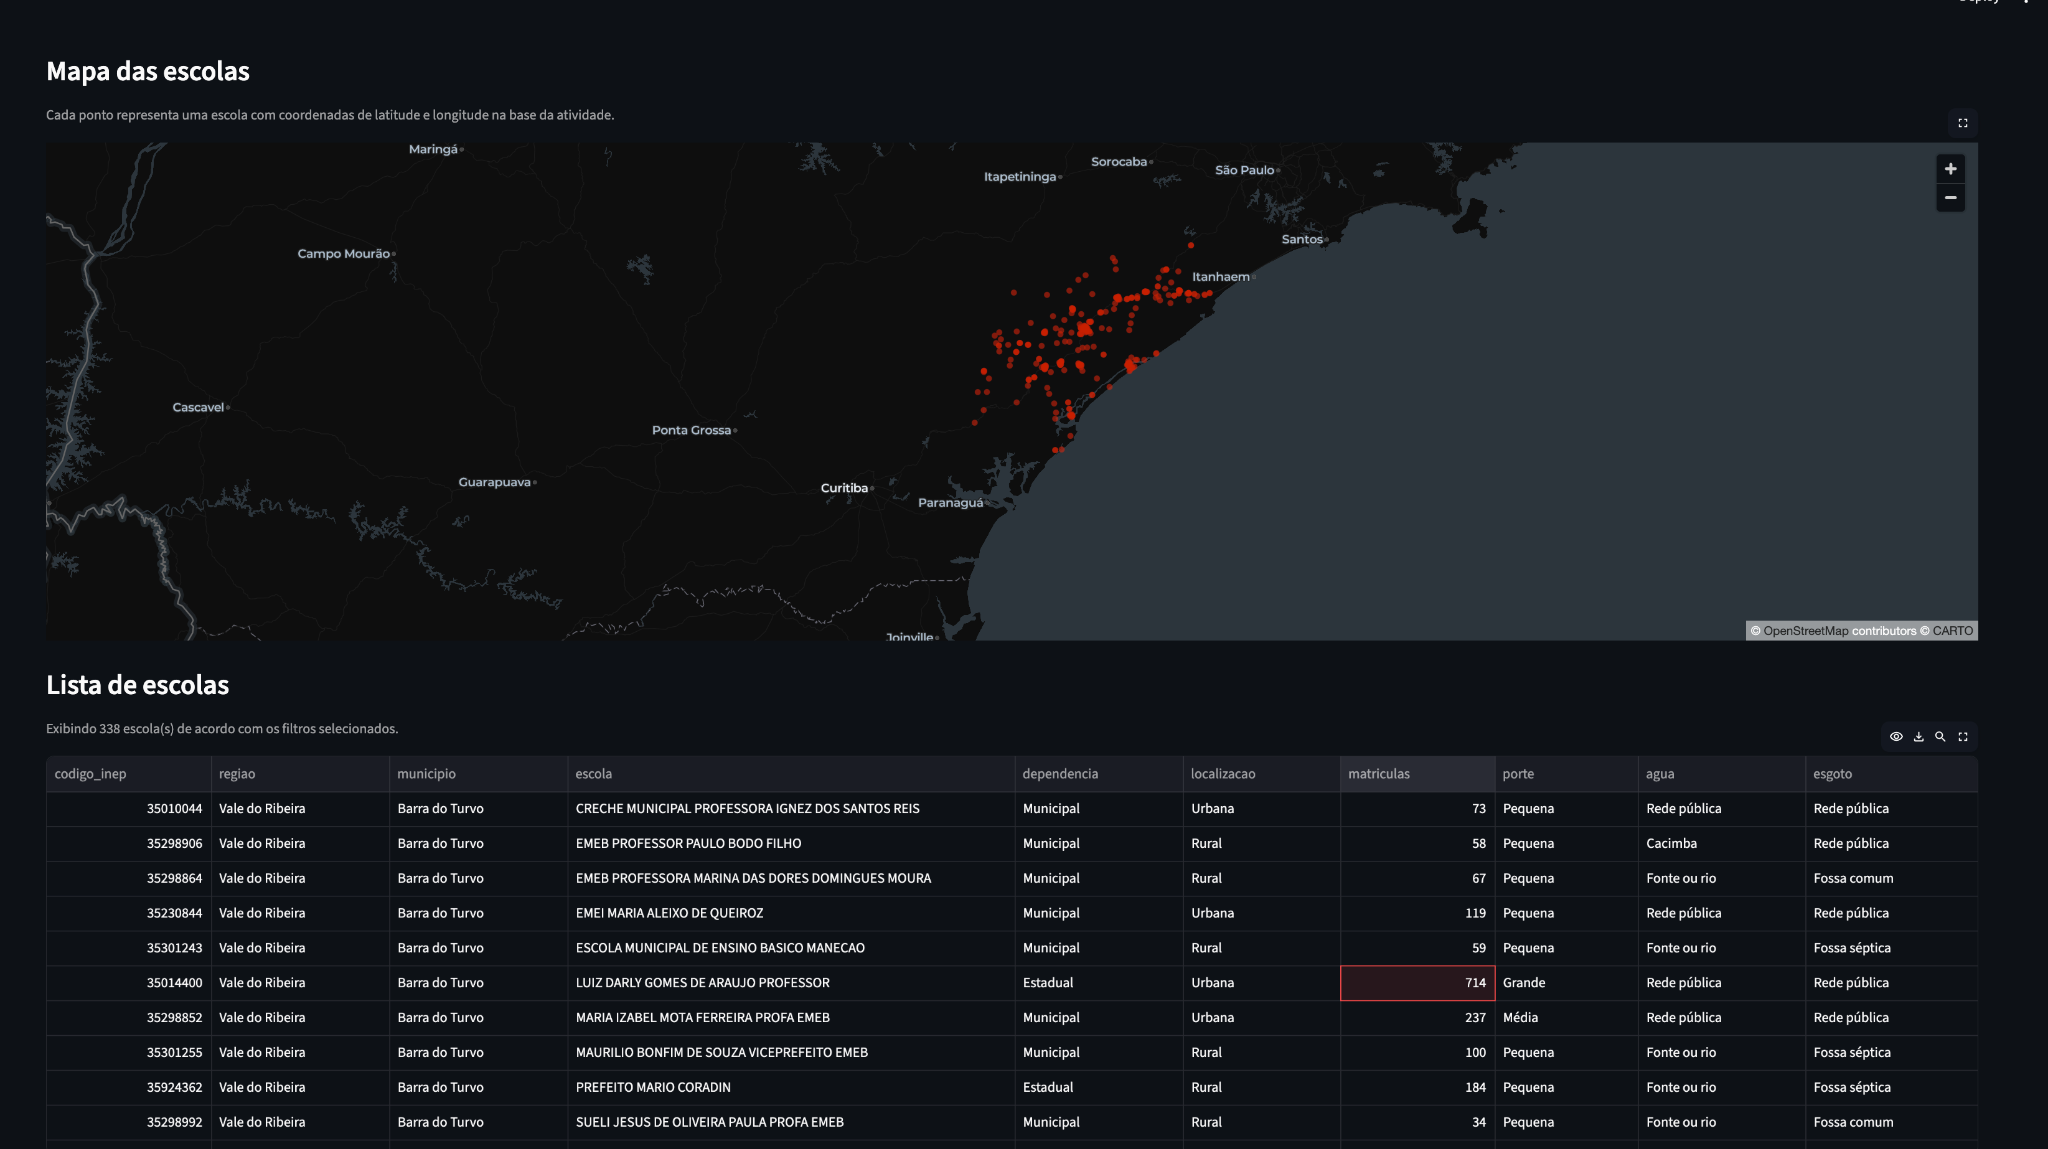 Deploy
Mapa das escolas
Cada ponto representa uma escola com coordenadas de latitude e longitude na base da atividade.
Maringá
Sorocaba
São Paulo
Itapetininga
Santos
Campo Mourão
Itanhaem
Cascavel
Ponta Grossa
Guarapuava
Curitiba
Paranaguá
Joinville
© OpenStreetMap contributors © CARTO
Lista de escolas
Exibindo 338 escola(s) de acordo com os filtros selecionados.
codigo_inep regiao municipio escola dependencia localizacao matriculas porte agua esgoto
35010044 Vale do Ribeira Barra do Turvo CRECHE MUNICIPAL PROFESSORA IGNEZ DOS SANTOS REIS Municipal Urbana 73 Pequena Rede pública Rede pública
35298906 Vale do Ribeira Barra do Turvo EMEB PROFESSOR PAULO BODO FILHO Municipal Rural 58 Pequena Cacimba Rede pública
35298864 Vale do Ribeira Barra do Turvo EMEB PROFESSORA MARINA DAS DORES DOMINGUES MOURA Municipal Rural 67 Pequena Fonte ou rio Fossa comum
35230844 Vale do Ribeira Barra do Turvo EMEI MARIA ALEIXO DE QUEIROZ Municipal Urbana 119 Pequena Rede pública Rede pública
35301243 Vale do Ribeira Barra do Turvo ESCOLA MUNICIPAL DE ENSINO BASICO MANECAO Municipal Rural 59 Pequena Fonte ou rio Fossa séptica
35014400 Vale do Ribeira Barra do Turvo LUIZ DARLY GOMES DE ARAUJO PROFESSOR Estadual Urbana 714 Grande Rede pública Rede pública
35298852 Vale do Ribeira Barra do Turvo MARIA IZABEL MOTA FERREIRA PROFA EMEB Municipal Urbana 237 Média Rede pública Rede pública
35301255 Vale do Ribeira Barra do Turvo MAURILIO BONFIM DE SOUZA VICEPREFEITO EMEB Municipal Rural 100 Pequena Fonte ou rio Fossa séptica
35924362 Vale do Ribeira Barra do Turvo PREFEITO MARIO CORADIN Estadual Rural 184 Pequena Fonte ou rio Fossa séptica
35298992 Vale do Ribeira Barra do Turvo SUELI JESUS DE OLIVEIRA PAULA PROFA EMEB Municipal Rural 34 Pequena Fonte ou rio Fossa comum